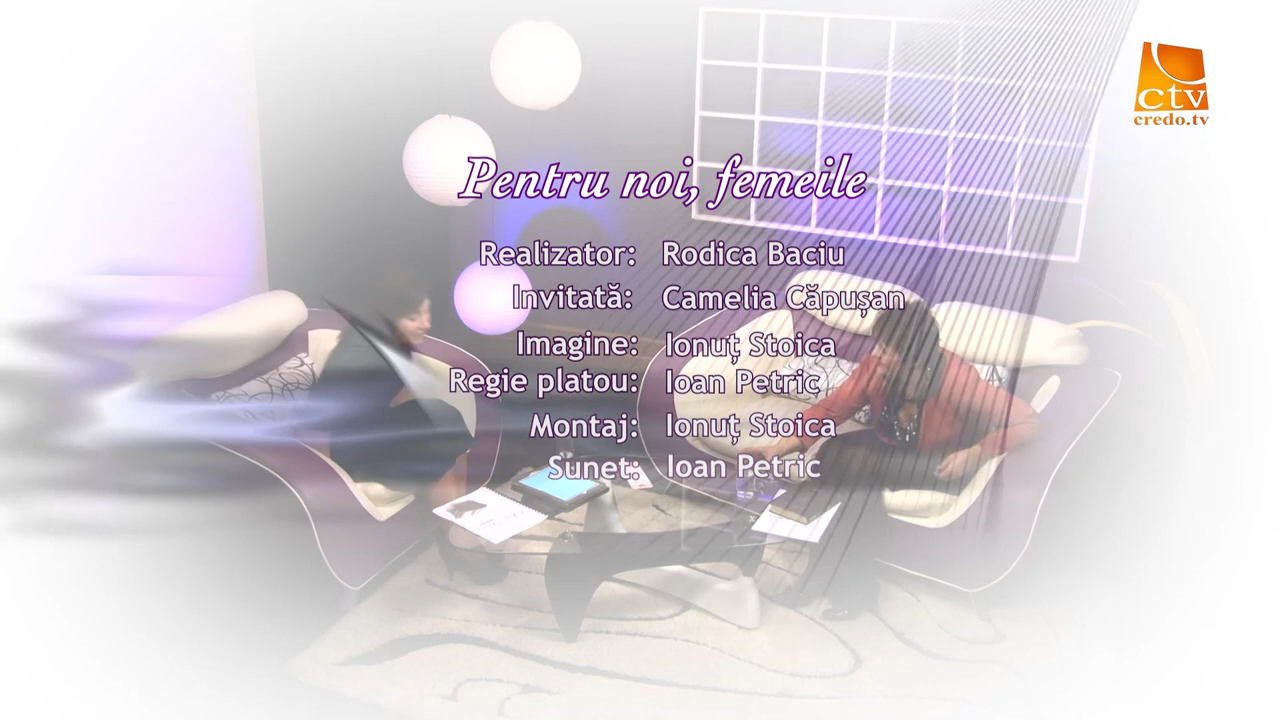 ctv
credo.tv
Pentru noi, femeile
Realizator: Rodica Baciu
Invitată: Camelia Căpușan
Imagine: Ionuț Stoica
Regie platou: Ioan Petric
Montaj: Ionuț Stoica
Sunet: Ioan Petric